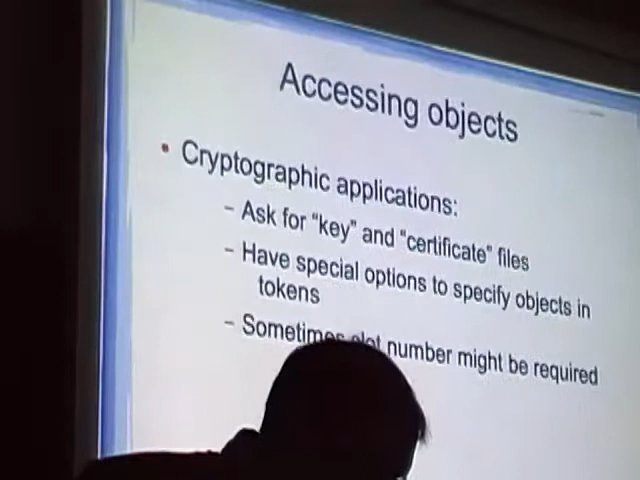 Accessing objects
• Cryptographic applications:
– Ask for “key” and “certificate” files
– Have special options to specify objects in
tokens
– Sometimes slot number might be required